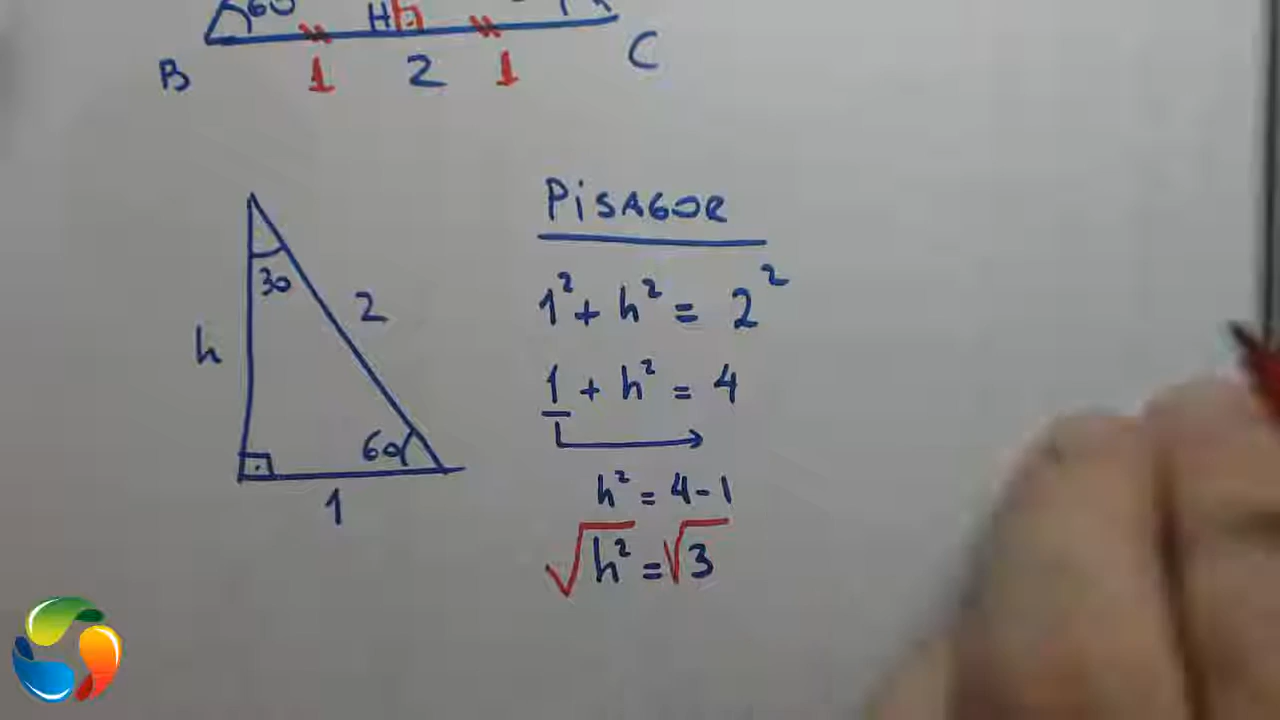 60 H
B 1 2 1 C
PiSAGOR
30 2
1² + h² = 2²
h
1 + h² = 4
60
h² = 4 - 1
1
√h² = √3